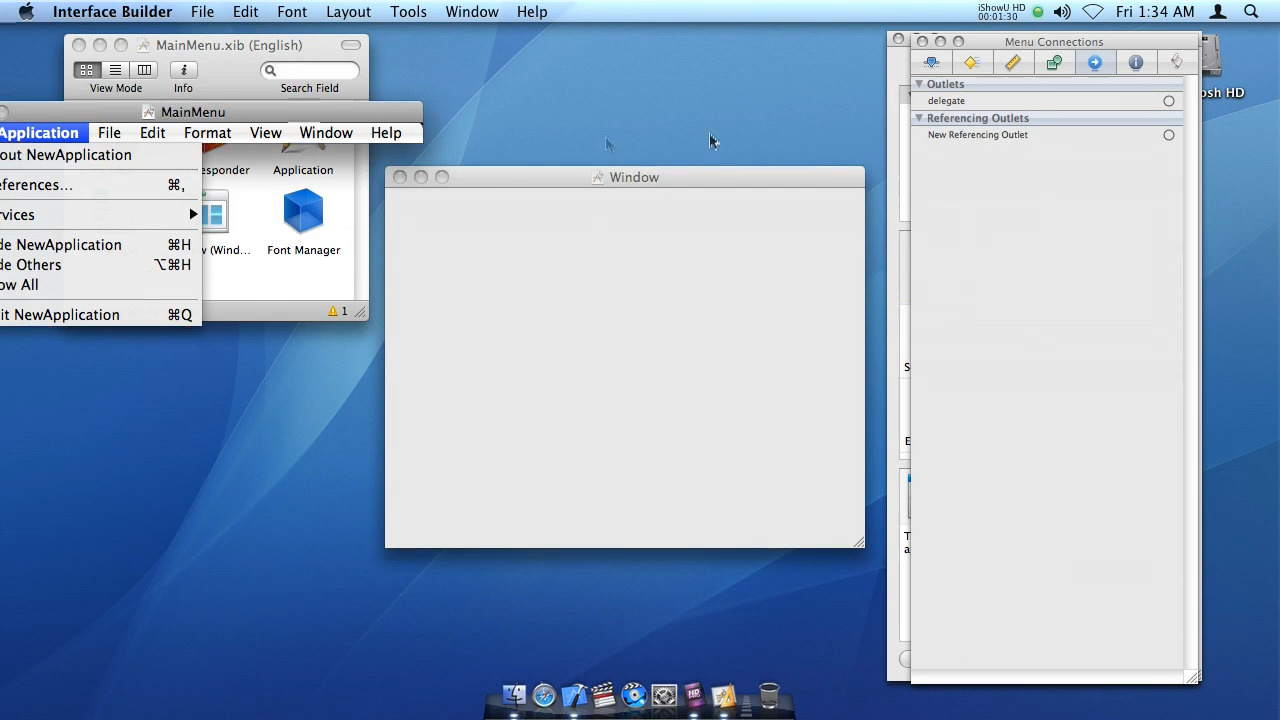 Interface Builder File Edit Font Layout Tools Window Help
iShowU HD
00:01:30
Fri 1:34 AM
MainMenu.xib (English)
View Mode Info Search Field
MainMenu
Application File Edit Format View Window Help
out NewApplication
eferences... ⌘,
rvices
de NewApplication ⌘H
de Others ⌥⌘H
ow All
it NewApplication ⌘Q
esponder Application
w (Wind... Font Manager
1
Window
Menu Connections
Outlets
delegate
Referencing Outlets
New Referencing Outlet
osh HD
S
E
T
a